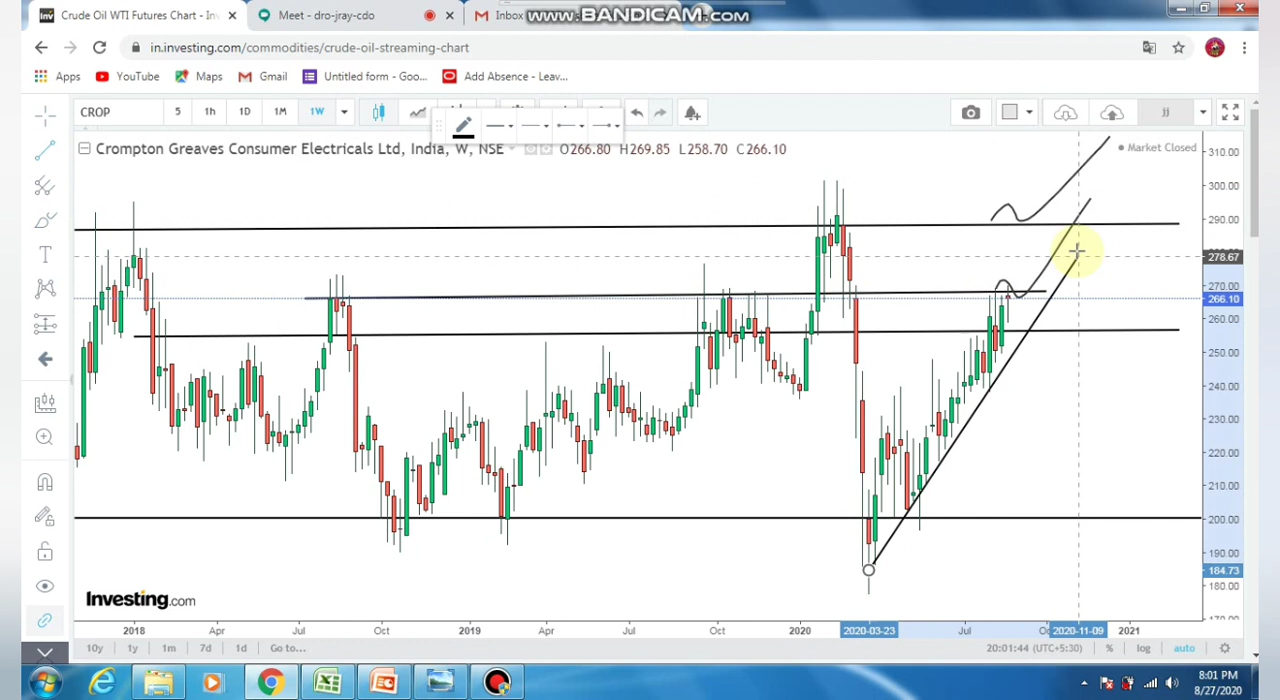 Crude Oil WTI Futures Chart - Inv
Meet - dro-jray-cdo
Inbox
www.BANDICAM.com
in.investing.com/commodities/crude-oil-streaming-chart
Apps
YouTube
Maps
Gmail
Untitled form - Goo...
Add Absence - Leav...
CROP
5
1h
1D
1M
1W
jj
Crompton Greaves Consumer Electricals Ltd, India, W, NSE
O266.80 H269.85 L258.70 C266.10
Market Closed
310.00
300.00
290.00
278.67
270.00
266.10
260.00
250.00
240.00
230.00
220.00
210.00
200.00
190.00
184.73
180.00
Investing.com
2018
Apr
Jul
Oct
2019
Apr
Jul
Oct
2020
2020-03-23
Jul
2020-11-09
2021
10y
1y
1m
7d
1d
Go to...
20:01:44 (UTC+5:30)
%
log
auto
8:01 PM
8/27/2020